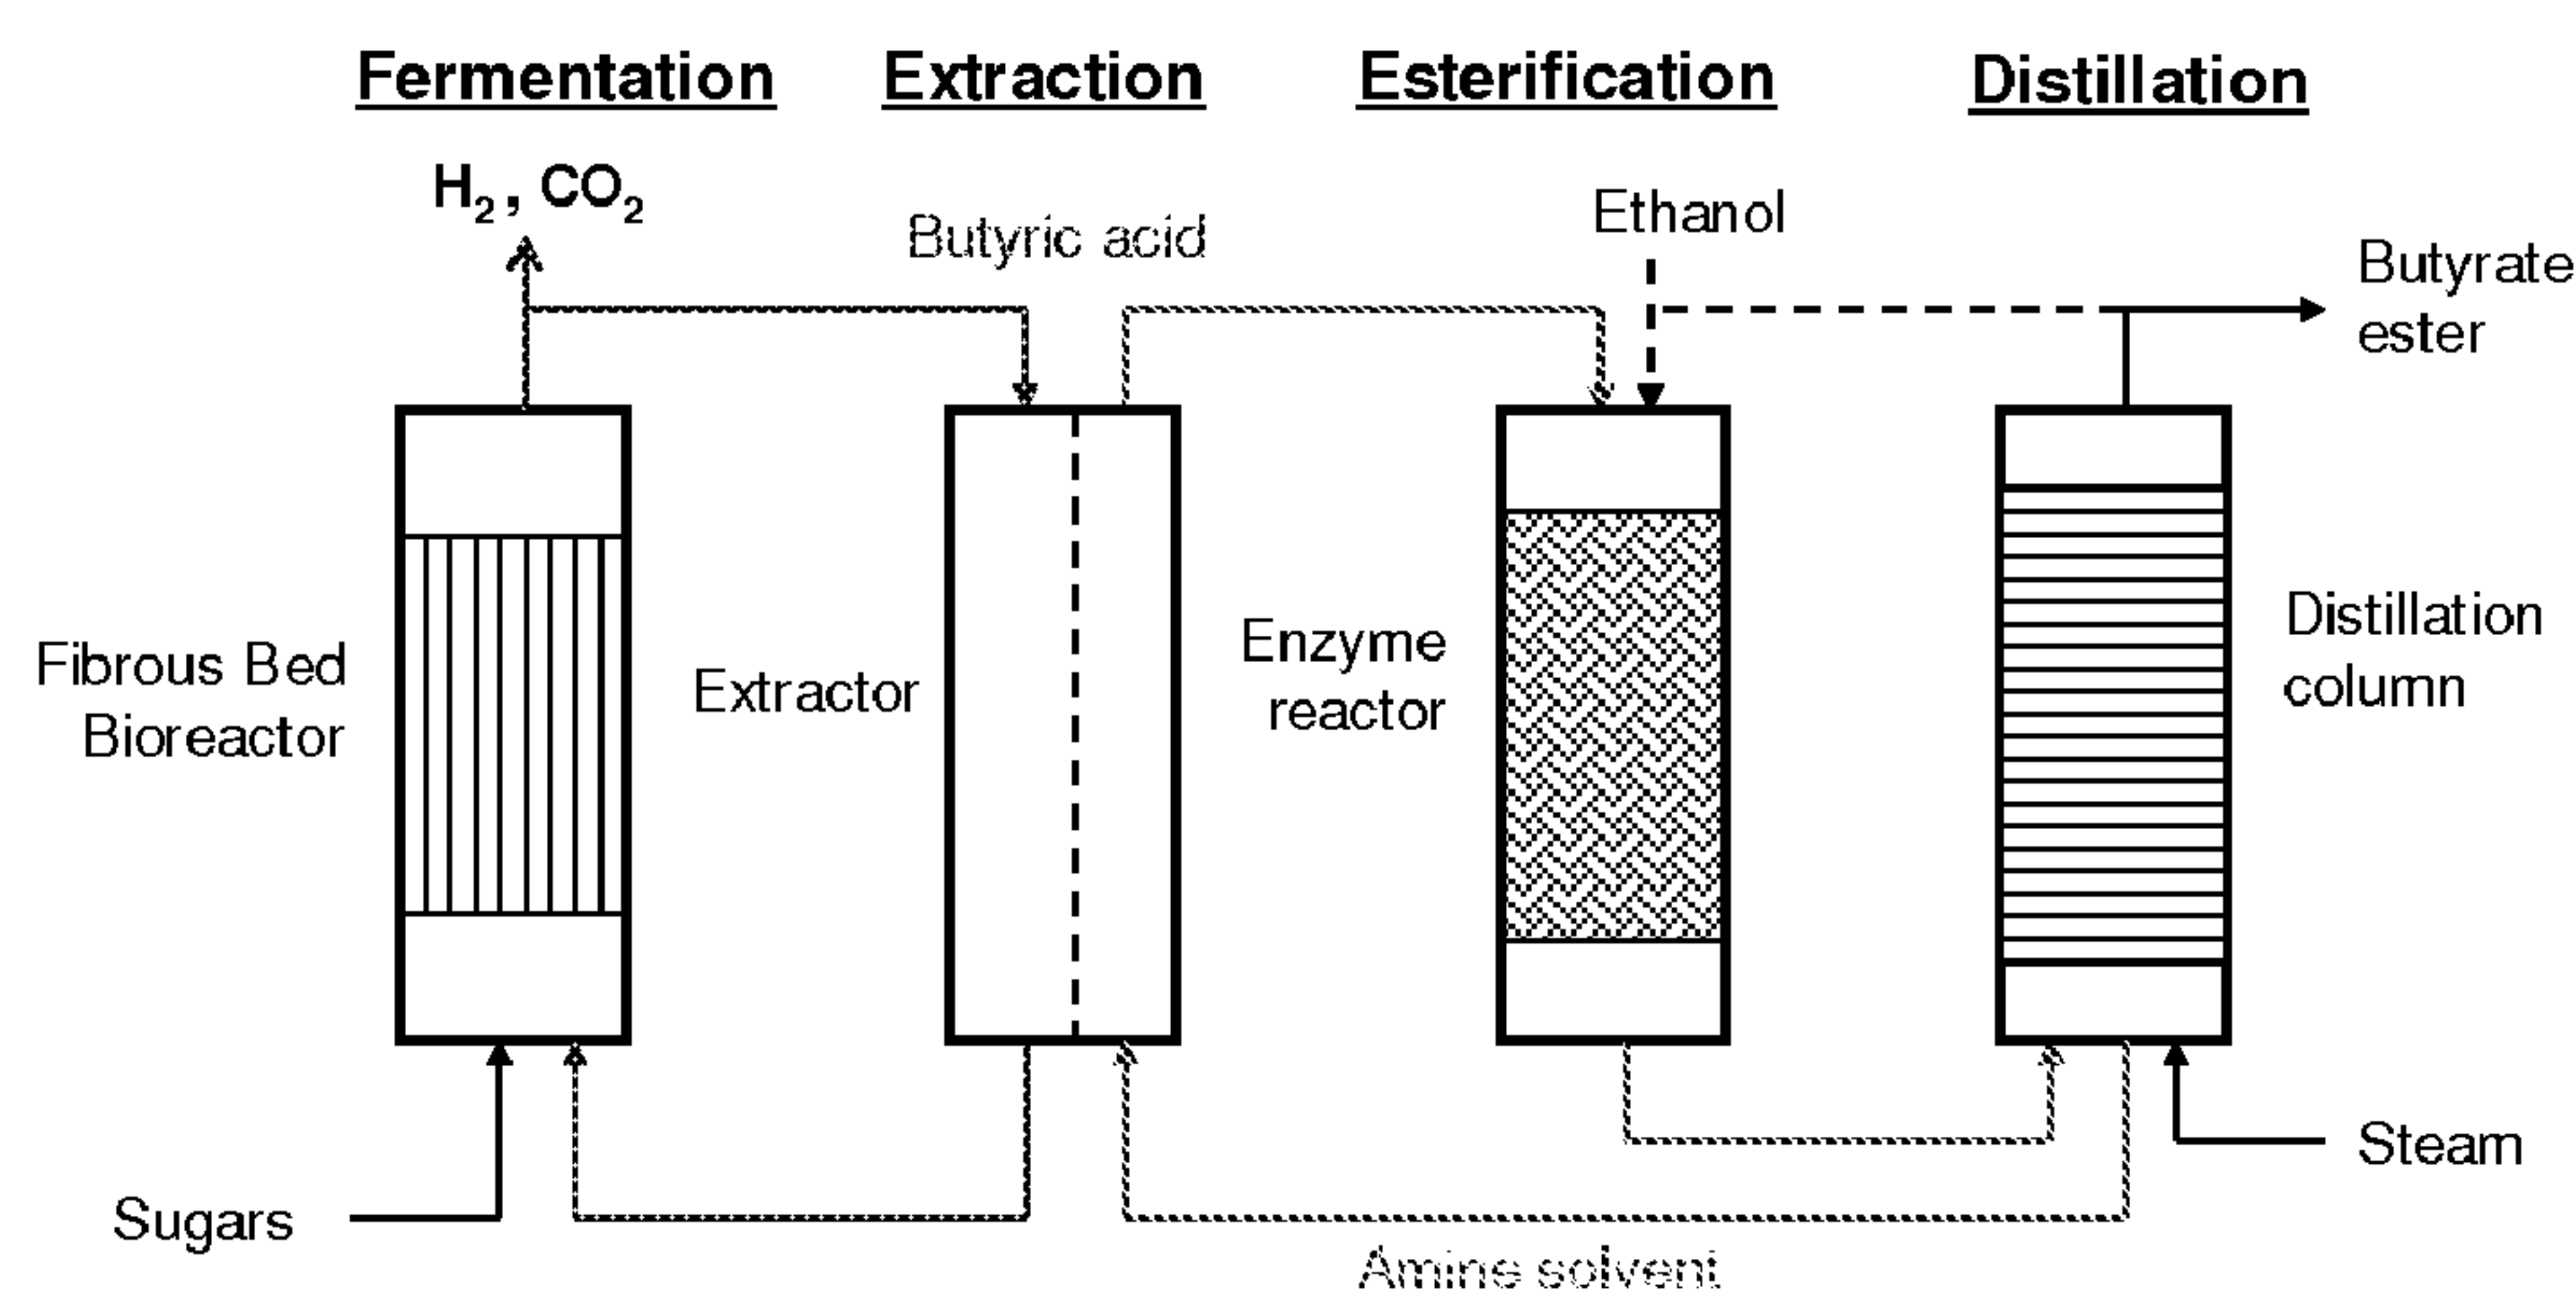 Fermentation
Extraction
Esterification
Distillation
H2, CO2
Butyric acid
Ethanol
Butyrate
ester
Fibrous Bed
Bioreactor
Extractor
Enzyme
reactor
Distillation
column
Sugars
Steam
Amine solvent